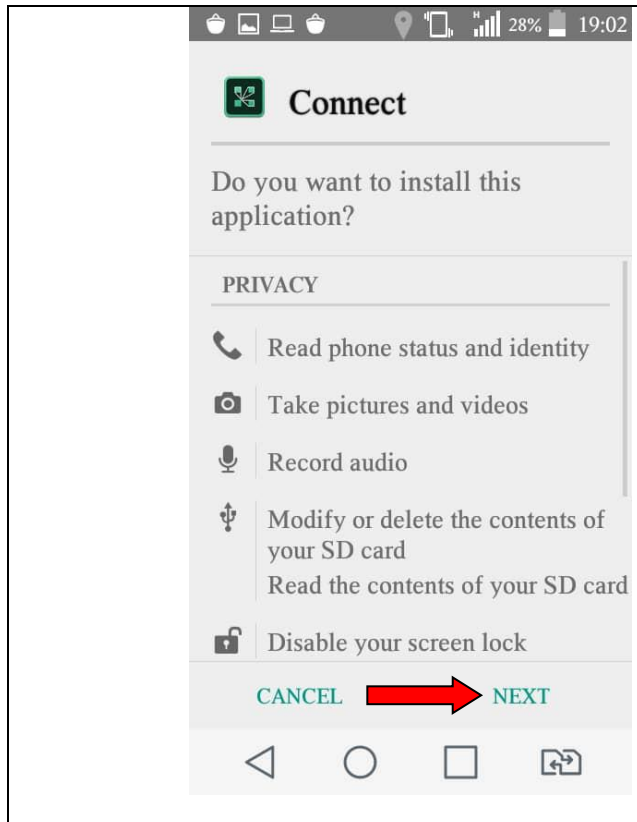 H 28% 19:02
Connect
Do you want to install this
application?
PRIVACY
Read phone status and identity
Take pictures and videos
Record audio
Modify or delete the contents of
your SD card
Read the contents of your SD card
Disable your screen lock
CANCEL NEXT